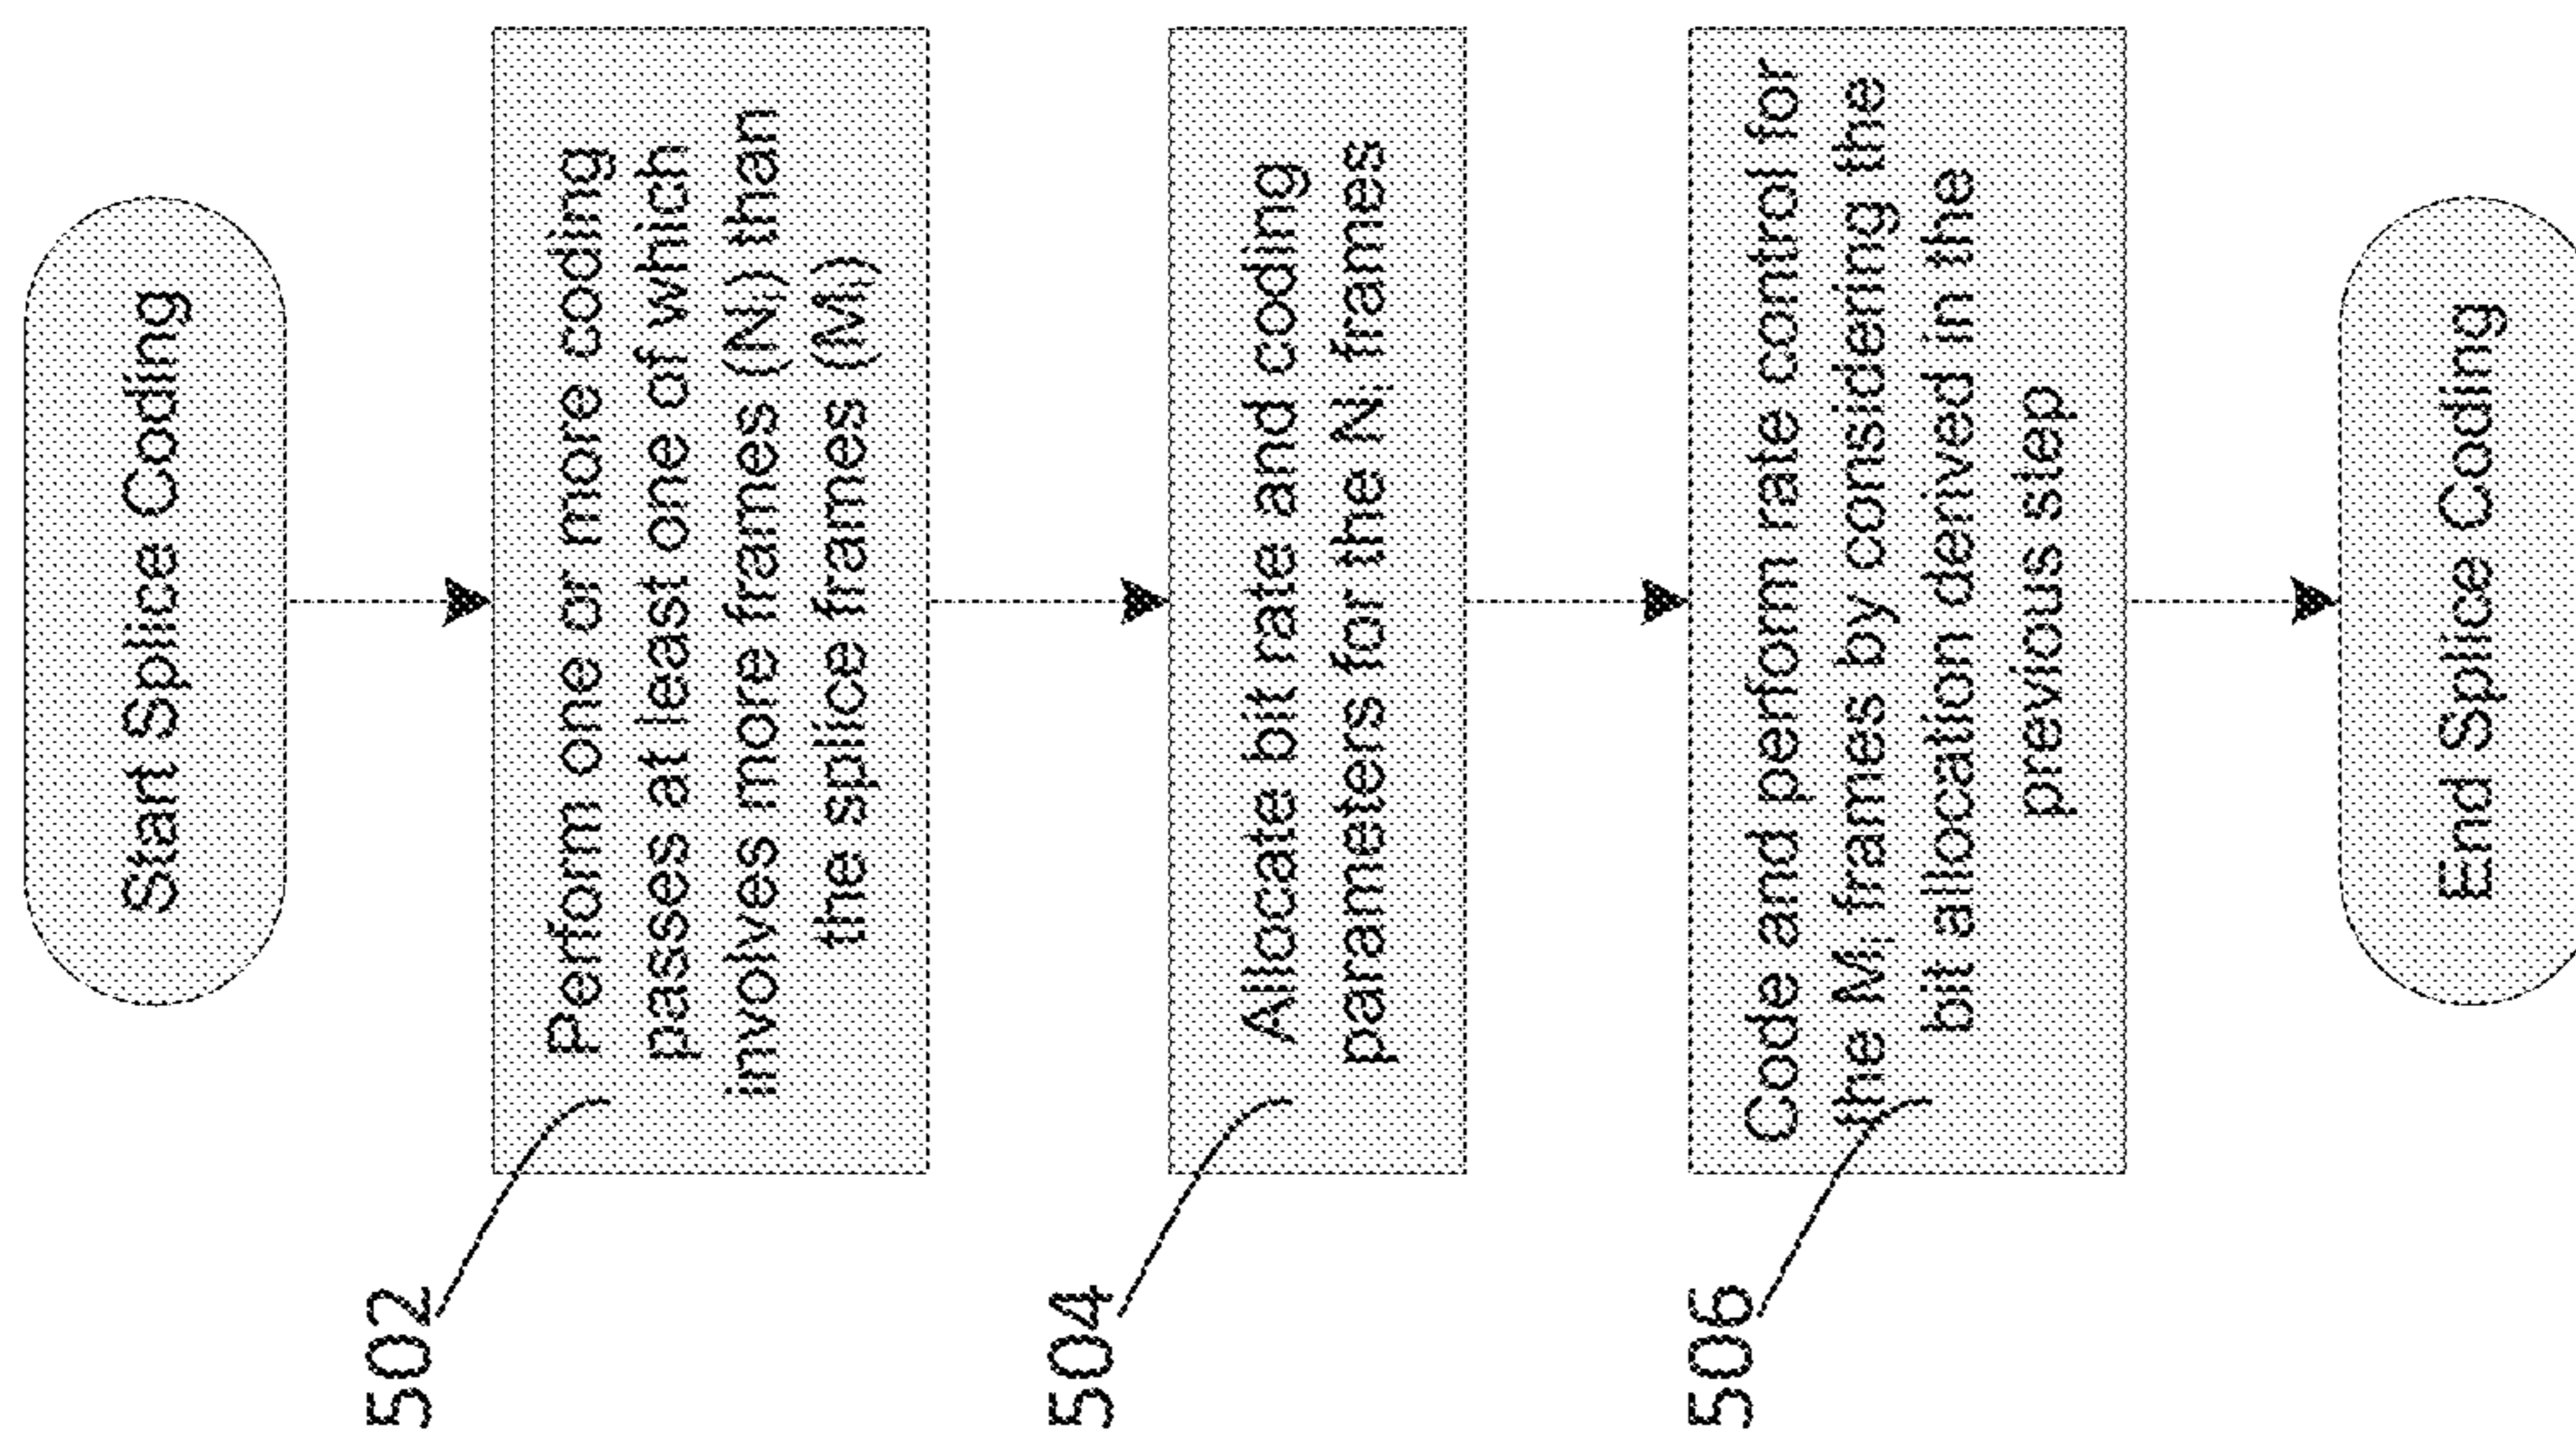 Start Splice Coding
502
Perform one or more coding
passes at least one of which
involves more frames (Nᵢ) than
the splice frames (Mᵢ)
504
Allocate bit rate and coding
parameters for the Nᵢ frames
506
Code and perform rate control for
the Mᵢ frames by considering the
bit allocation derived in the
previous step
End Splice Coding